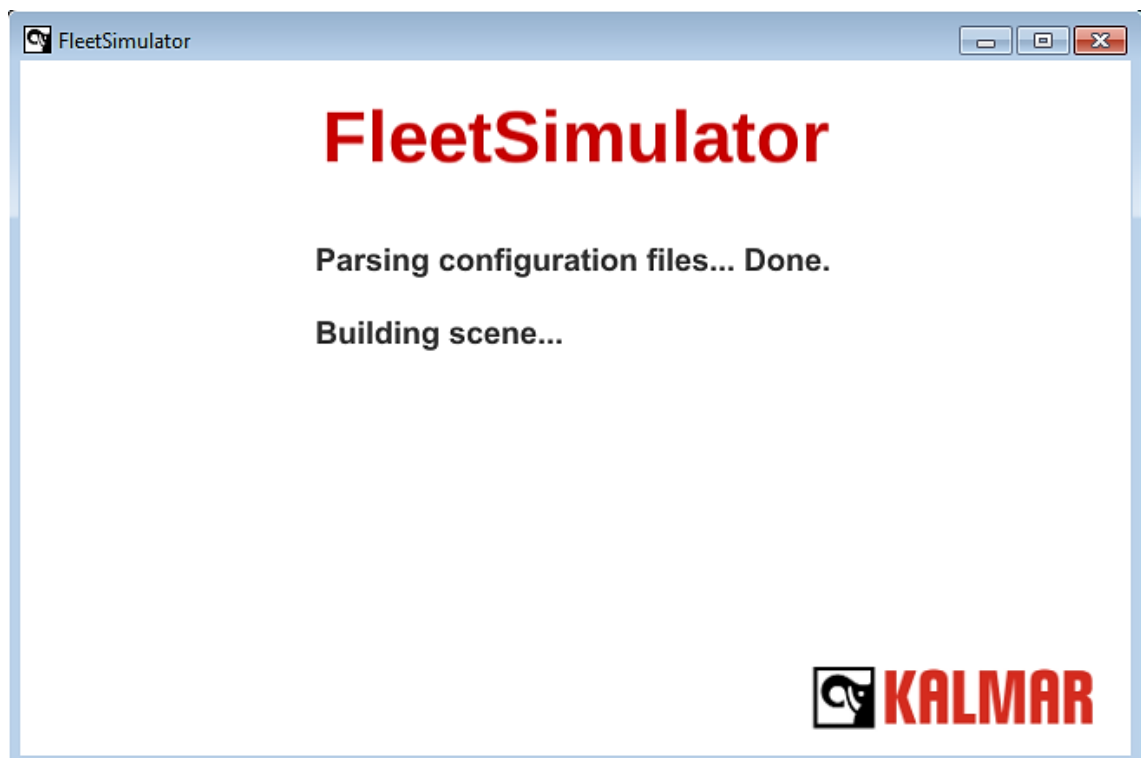 FleetSimulator
FleetSimulator
Parsing configuration files... Done.
Building scene...
KALMAR